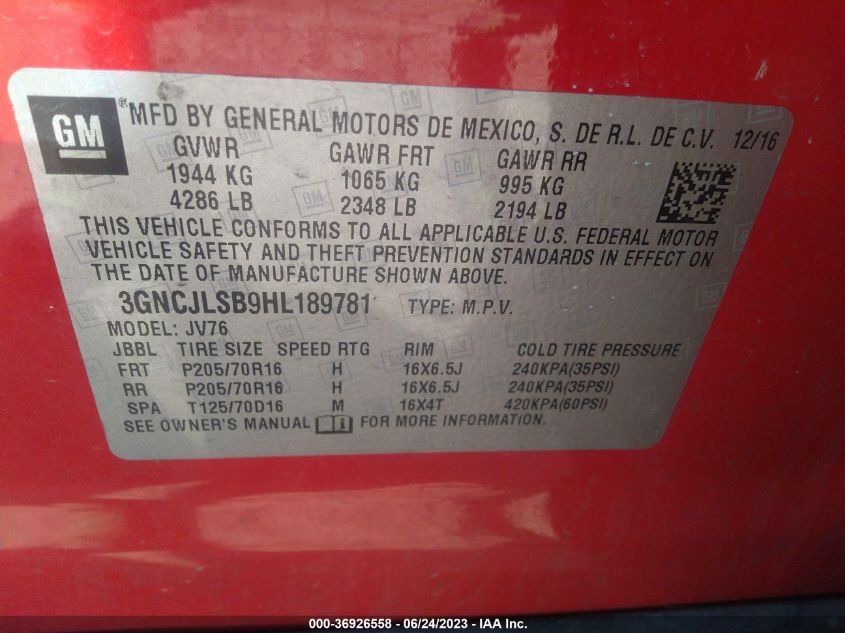 GM
® MFD BY GENERAL MOTORS DE MEXICO, S. DE R.L. DE C.V. 12/16
GVWR GAWR FRT GAWR RR
1944 KG 1065 KG 995 KG
4286 LB 2348 LB 2194 LB
THIS VEHICLE CONFORMS TO ALL APPLICABLE U.S. FEDERAL MOTOR
VEHICLE SAFETY AND THEFT PREVENTION STANDARDS IN EFFECT ON
THE DATE OF MANUFACTURE SHOWN ABOVE.
3GNCJLSB9HL189781 TYPE: M.P.V.
MODEL: JV76
JBBL TIRE SIZE SPEED RTG RIM COLD TIRE PRESSURE
FRT P205/70R16 H 16X6.5J 240KPA(35PSI)
RR P205/70R16 H 16X6.5J 240KPA(35PSI)
SPA T125/70D16 M 16X4T 420KPA(60PSI)
SEE OWNER'S MANUAL FOR MORE INFORMATION.
000-36926558 - 06/24/2023 - IAA Inc.